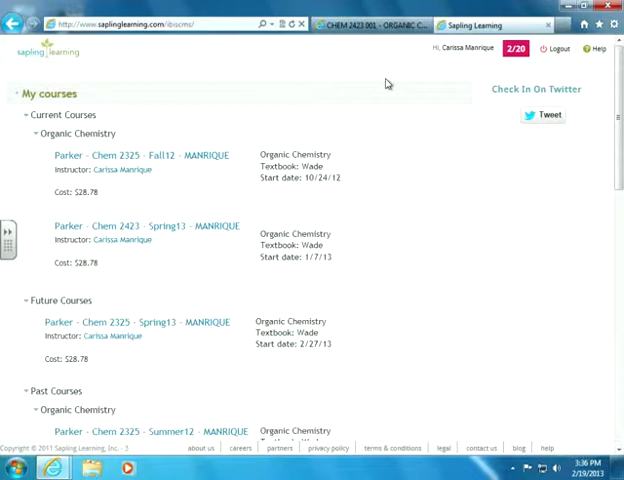 http://www.saplinglearning.com/ibiscms/
CHEM 2423 001 - ORGANIC C...
Sapling Learning
sapling learning
Hi, Carissa Manrique
2/20
Logout
Help
My courses
Check In On Twitter
Tweet
Current Courses
Organic Chemistry
Parker - Chem 2325 - Fall12 - MANRIQUE
Instructor: Carissa Manrique
Cost: $28.78
Organic Chemistry
Textbook: Wade
Start date: 10/24/12
Parker - Chem 2423 - Spring13 - MANRIQUE
Instructor: Carissa Manrique
Cost: $28.78
Organic Chemistry
Textbook: Wade
Start date: 1/7/13
Future Courses
Parker - Chem 2325 - Spring13 - MANRIQUE
Instructor: Carissa Manrique
Cost: $28.78
Organic Chemistry
Textbook: Wade
Start date: 2/27/13
Past Courses
Organic Chemistry
Parker - Chem 2325 - Summer12 - MANRIQUE
Organic Chemistry
Copyright © 2011 Sapling Learning, Inc. - 3
about us
careers
partners
privacy policy
terms & conditions
legal
contact us
blog
help
3:36 PM
2/19/2013